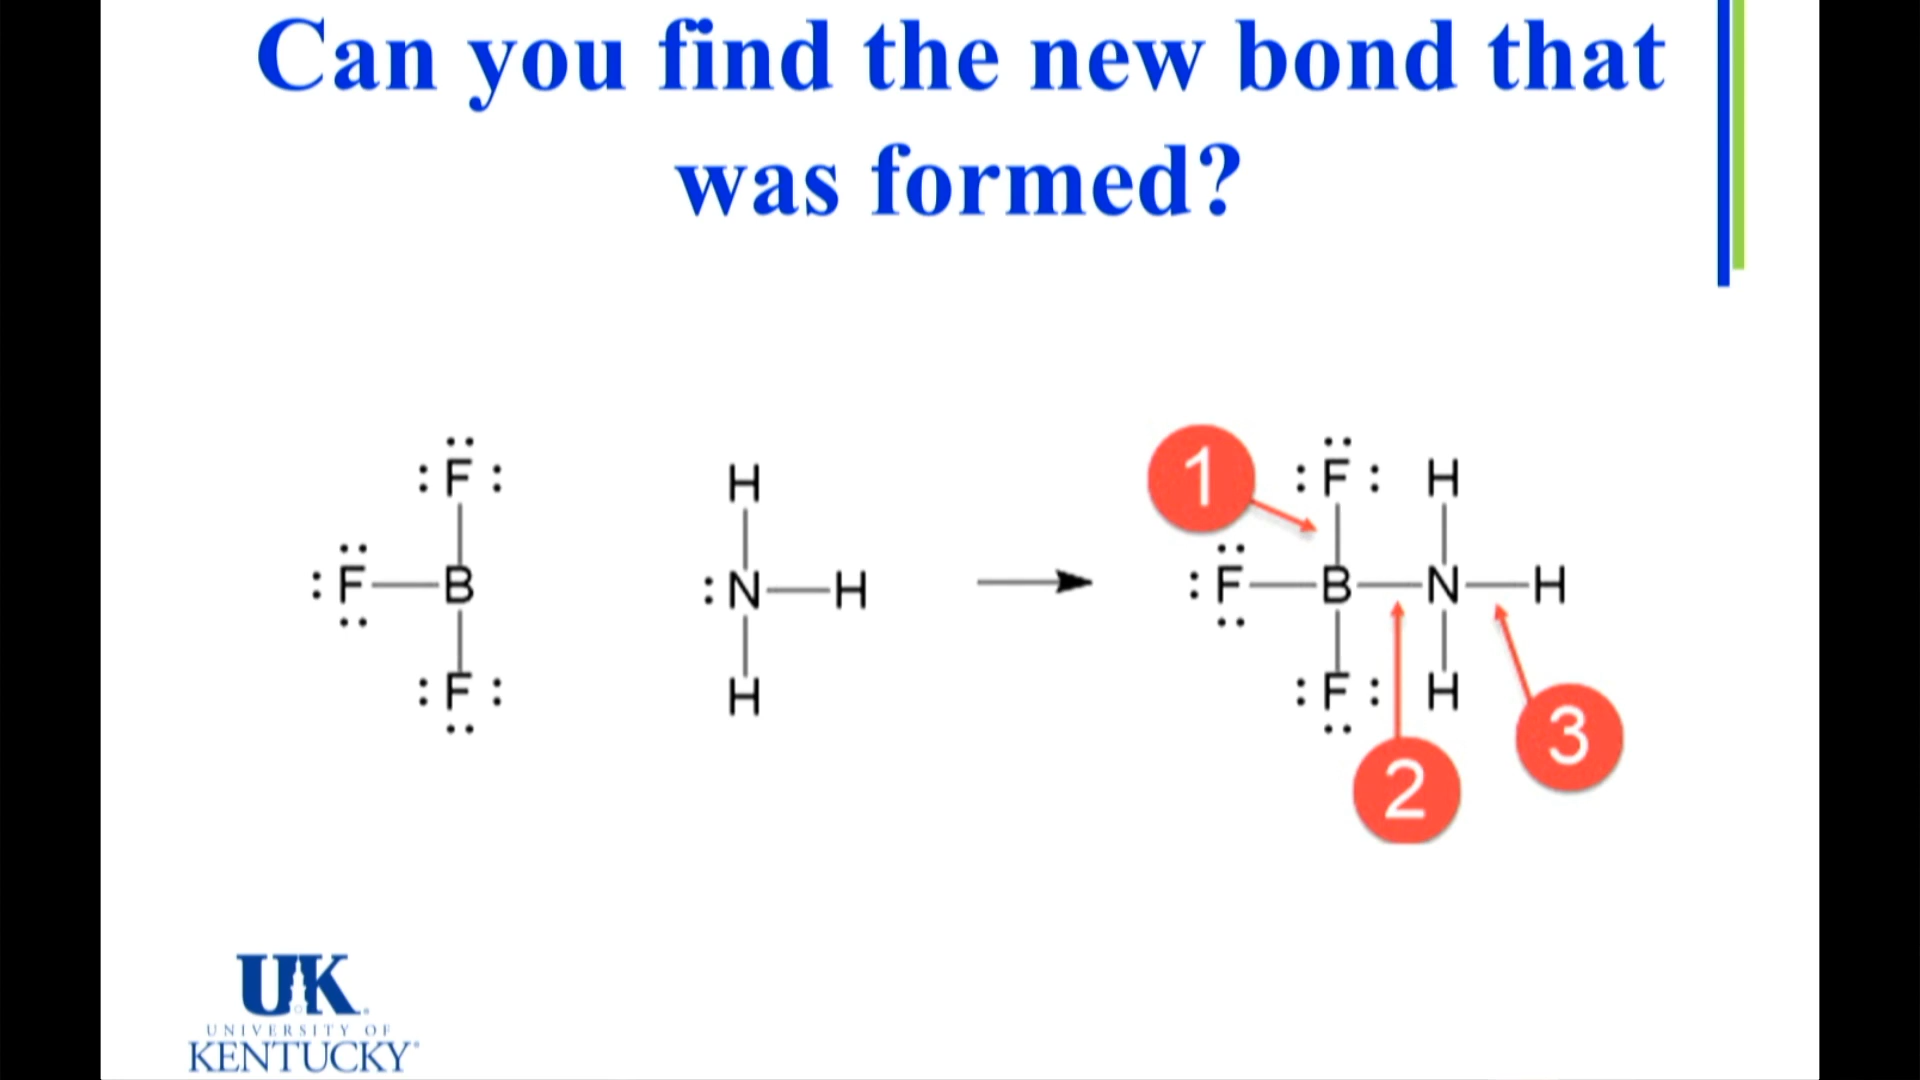 Can you find the new bond that
was formed?
:F: :F: H
H
:F—B :N—H :F—B—N—H
:F: H :F: H
1
2
3
UK
UNIVERSITY OF
KENTUCKY